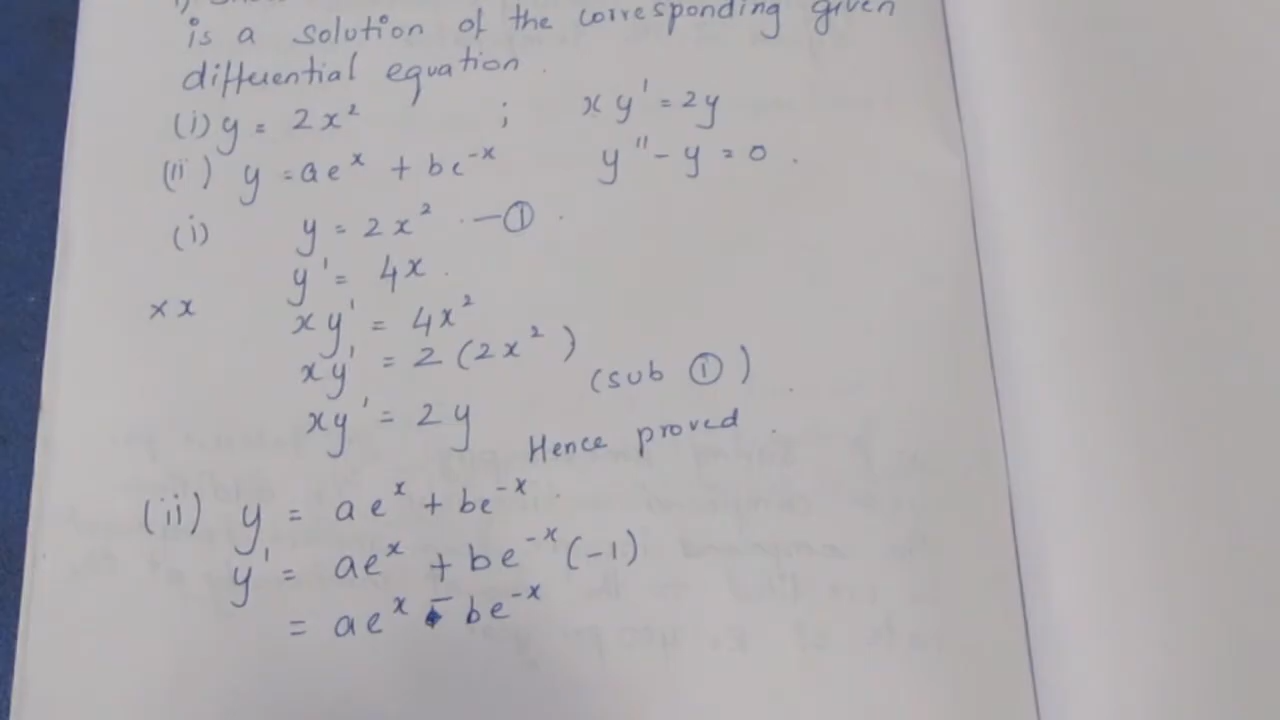 is a solution of the corresponding given
differential equation.
(i) y = 2x² ; xy' = 2y
(ii) y = ae^x + be^-x y'' - y = 0.
(i) y = 2x² — ①.
y' = 4x.
× x xy' = 4x²
xy' = 2(2x²) (sub ①)
xy' = 2y Hence proved.
(ii) y = ae^x + be^-x.
y' = ae^x + be^-x(-1)
= ae^x - be^-x